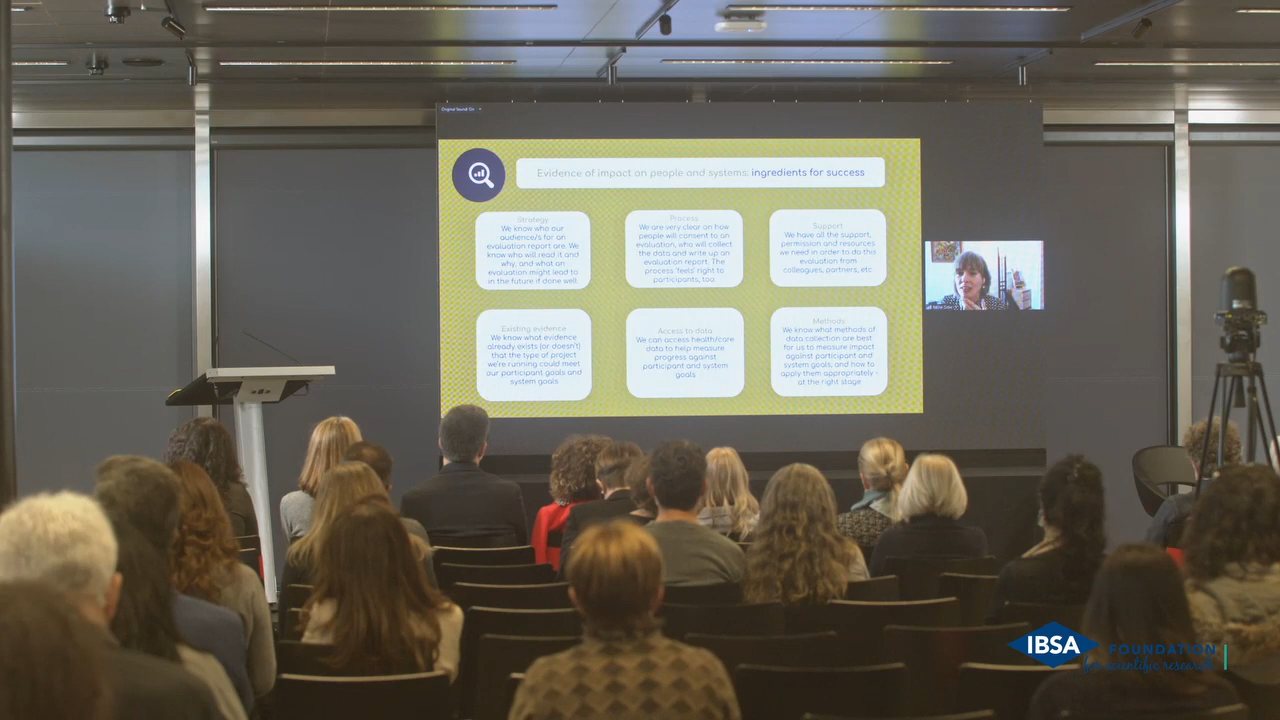 Original Sound: On
Evidence of impact on people and systems: ingredients for success
Strategy
We know who our
audience/s for an
evaluation report are. We
know who will read it and
why, and what an
evaluation might lead to
in the future if done well
Process
We are very clear on how
people will consent to an
evaluation, who will collect
the data and write up an
evaluation report. The
process 'feels' right to
participants, too.
Support
We have all the support,
permission and resources
we need in order to do this
evaluation from
colleagues, partners, etc
Existing evidence
We know what evidence
already exists (or doesn't)
that the type of project
we're running could meet
our participant goals and
system goals
Access to data
We can access health/care
data to help measure
progress against
participant and system
goals.
Methods
We know what methods of
data collection are best
for us to measure impact
against participant and
system goals, and how to
apply them appropriately -
at the right stage
IBSA FOUNDATION
for scientific research